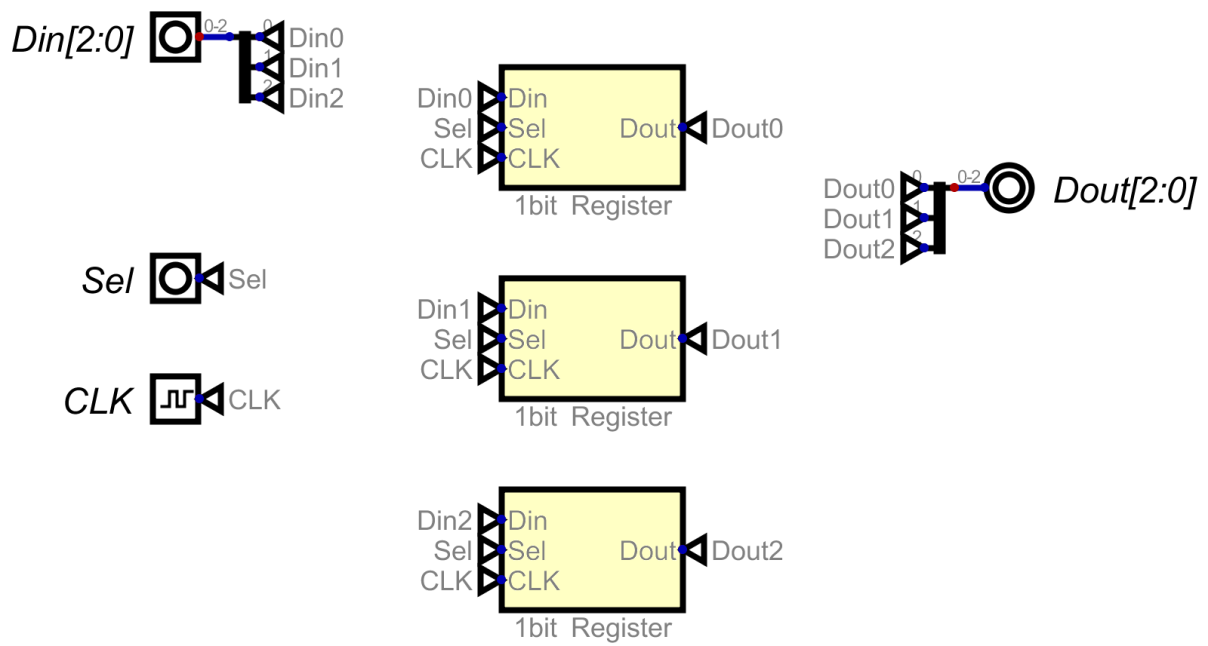 Din[2:0]
0-2
0
Din0
1
Din1
2
Din2
Sel
Sel
CLK
CLK
Din0
Din
Sel
Sel
Dout
Dout0
CLK
CLK
1bit Register
Din1
Din
Sel
Sel
Dout
Dout1
CLK
CLK
1bit Register
Din2
Din
Sel
Sel
Dout
Dout2
CLK
CLK
1bit Register
Dout0
0
0-2
Dout[2:0]
Dout1
1
Dout2
2